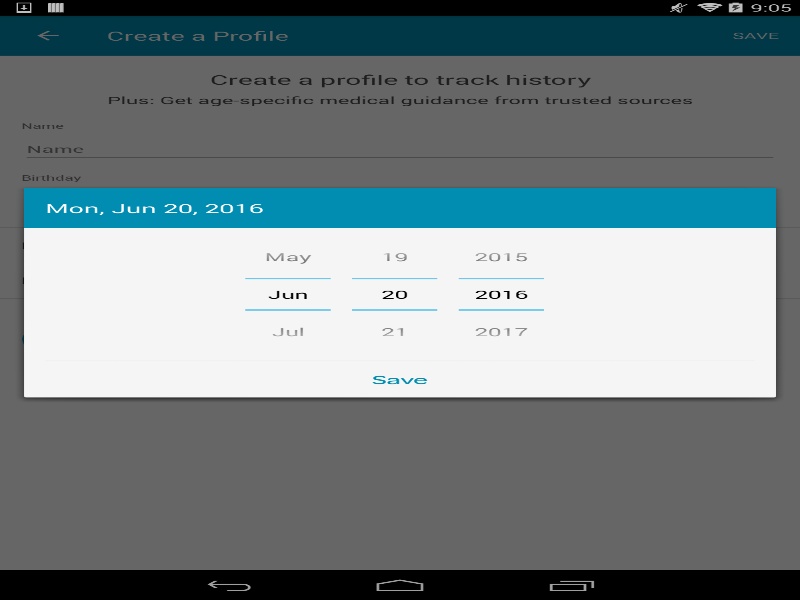 9:05
Create a Profile SAVE
Create a profile to track history
Plus: Get age-specific medical guidance from trusted sources
Name
Name
Birthday
Mon, Jun 20, 2016
May 19 2015
Jun 20 2016
Jul 21 2017
Save